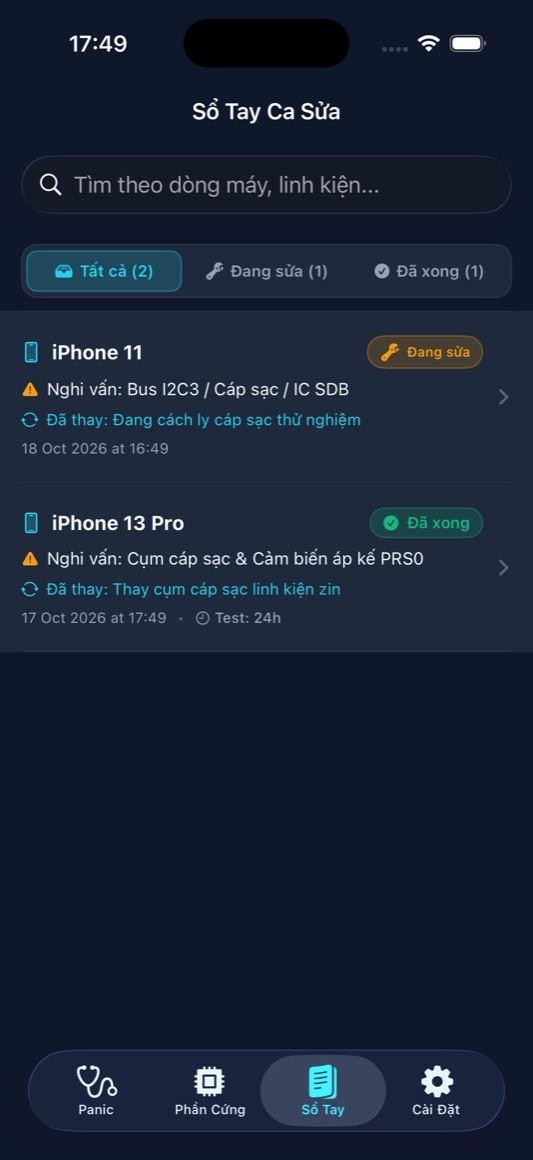 17:49
Sổ Tay Ca Sửa
Tìm theo dòng máy, linh kiện...
Tất cả (2)
Đang sửa (1)
Đã xong (1)
iPhone 11
Đang sửa
Nghi vấn: Bus I2C3 / Cáp sạc / IC SDB
Đã thay: Đang cách ly cáp sạc thử nghiệm
18 Oct 2026 at 16:49
iPhone 13 Pro
Đã xong
Nghi vấn: Cụm cáp sạc & Cảm biến áp kế PRS0
Đã thay: Thay cụm cáp sạc linh kiện zin
17 Oct 2026 at 17:49 • Test: 24h
Panic
Phần Cứng
Sổ Tay
Cài Đặt